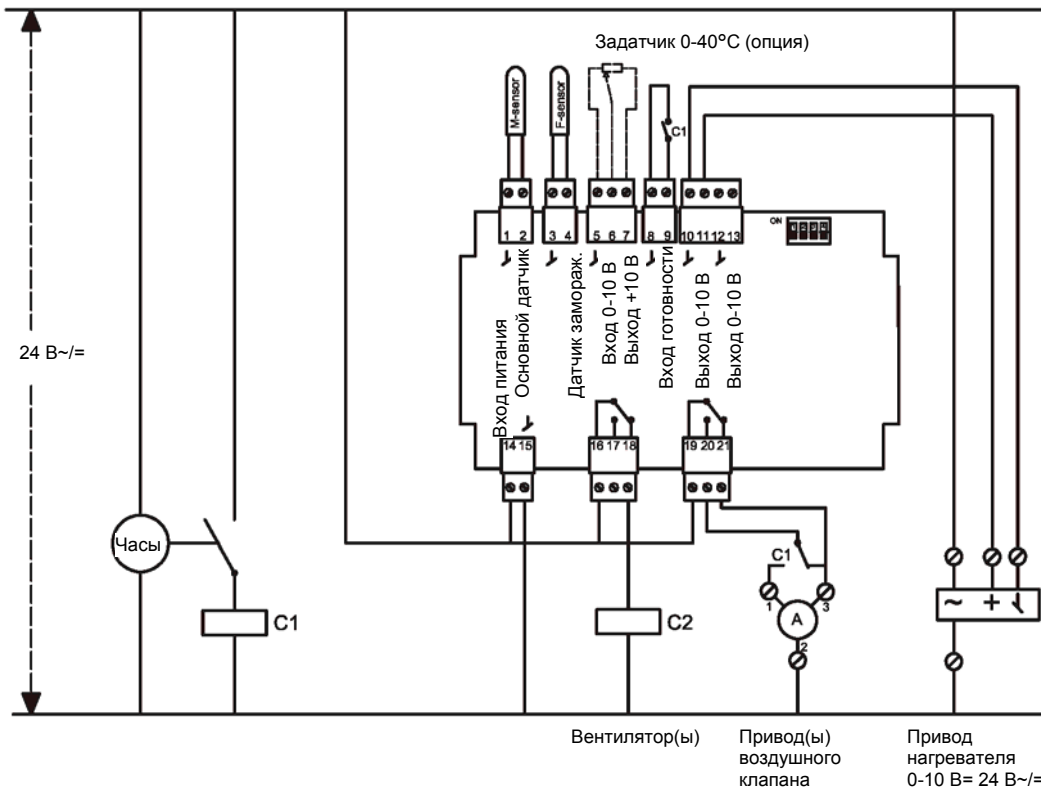 Задатчик 0-40°С (опция)
M-sensor
F-sensor
C1
ON
1 2 3 4 5 6 7 8 9 10 11 12 13
Вход питания
Основной датчик
Датчик замораж.
Вход 0-10 В
Выход +10 В
Вход готовности
Выход 0-10 В
Выход 0-10 В
24 В~/=
14 15 16 17 18 19 20 21
Часы
C1
C2
C1
1
3
A
2
~ +
Вентилятор(ы)
Привод(ы)
воздушного
клапана
Привод
нагревателя
0-10 В= 24 В~/=